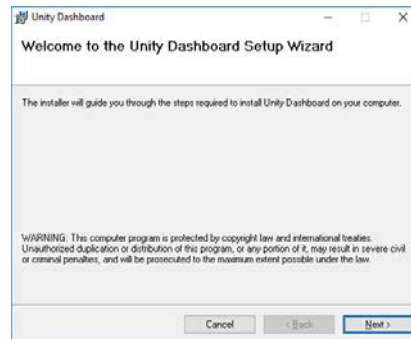 Unity Dashboard
Welcome to the Unity Dashboard Setup Wizard
The installer will guide you through the steps required to install Unity Dashboard on your computer.
WARNING: This computer program is protected by copyright law and international treaties.
Unauthorized duplication or distribution of this program, or any portion of it, may result in severe civil
or criminal penalties, and will be prosecuted to the maximum extent possible under the law.
Cancel < Back Next >